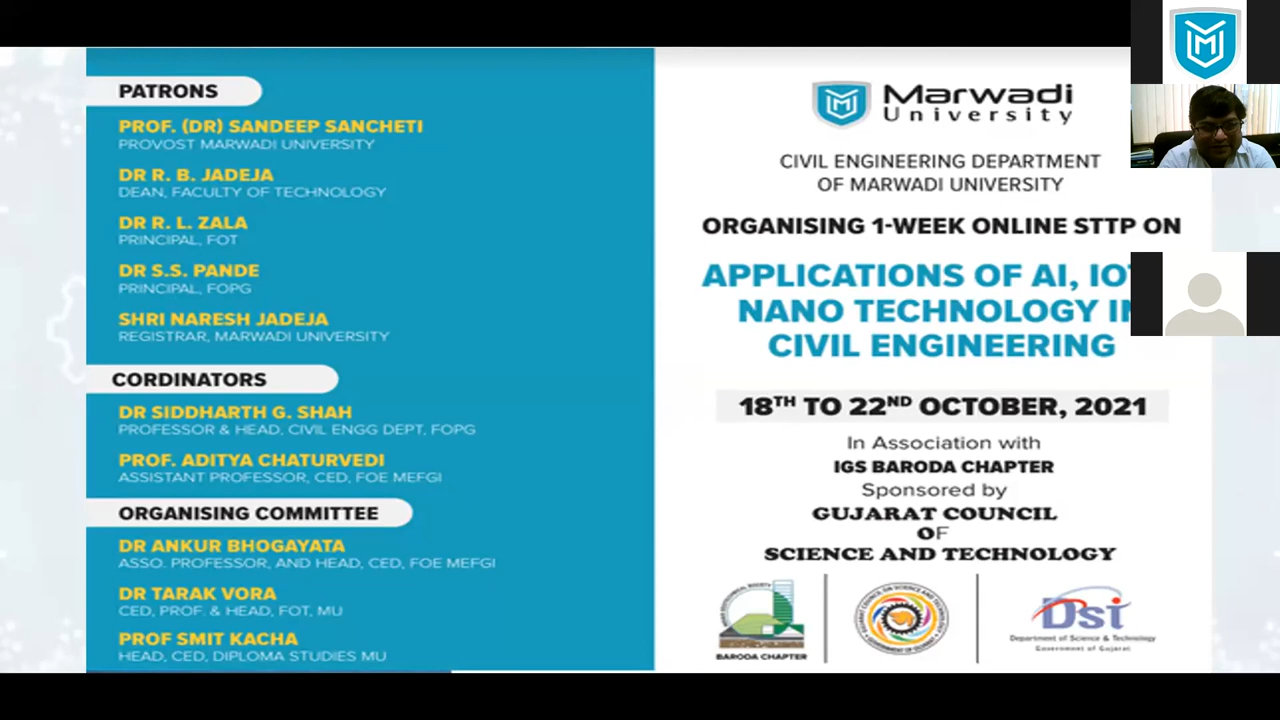 PATRONS
PROF. (DR) SANDEEP SANCHETI
PROVOST MARWADI UNIVERSITY
DR R. B. JADEJA
DEAN, FACULTY OF TECHNOLOGY
DR R. L. ZALA
PRINCIPAL, FOT
DR S.S. PANDE
PRINCIPAL, FOPG
SHRI NARESH JADEJA
REGISTRAR, MARWADI UNIVERSITY
CORDINATORS
DR SIDDHARTH G. SHAH
PROFESSOR & HEAD, CIVIL ENGG DEPT, FOPG
PROF. ADITYA CHATURVEDI
ASSISTANT PROFESSOR, CED, FOE MEFGI
ORGANISING COMMITTEE
DR ANKUR BHOGAYATA
ASSO. PROFESSOR, AND HEAD, CED, FOE MEFGI
DR TARAK VORA
CED, PROF. & HEAD, FOT, MU
PROF SMIT KACHA
HEAD, CED, DIPLOMA STUDIES MU
Marwadi
University
CIVIL ENGINEERING DEPARTMENT
OF MARWADI UNIVERSITY
ORGANISING 1-WEEK ONLINE STTP ON
APPLICATIONS OF AI,
NANO TECHNOLOGY
CIVIL ENGINEERING
18TH TO 22ND OCTOBER, 2021
In Association with
IGS BARODA CHAPTER
Sponsored by
GUJARAT COUNCIL
OF
SCIENCE AND TECHNOLOGY
BARODA CHAPTER
DST
Department of Science & Technology
Government of Gujarat